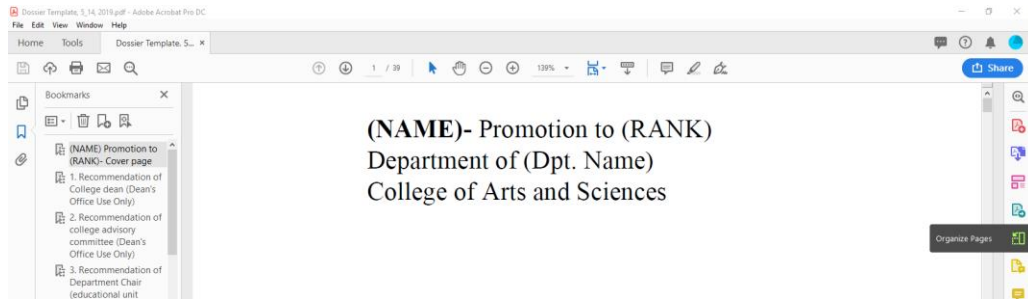 Dossier Template, 5_14, 2019.pdf - Adobe Acrobat Pro DC
File Edit View Window Help
Home Tools Dossier Template. 5... ×
1 / 39 139%
Share
Bookmarks ×
(NAME) Promotion to
(RANK)- Cover page
1. Recommendation of
College dean (Dean's
Office Use Only)
2. Recommendation of
college advisory
committee (Dean's
Office Use Only)
3. Recommendation of
Department Chair
(educational unit
(NAME)- Promotion to (RANK)
Department of (Dpt. Name)
College of Arts and Sciences
Organize Pages